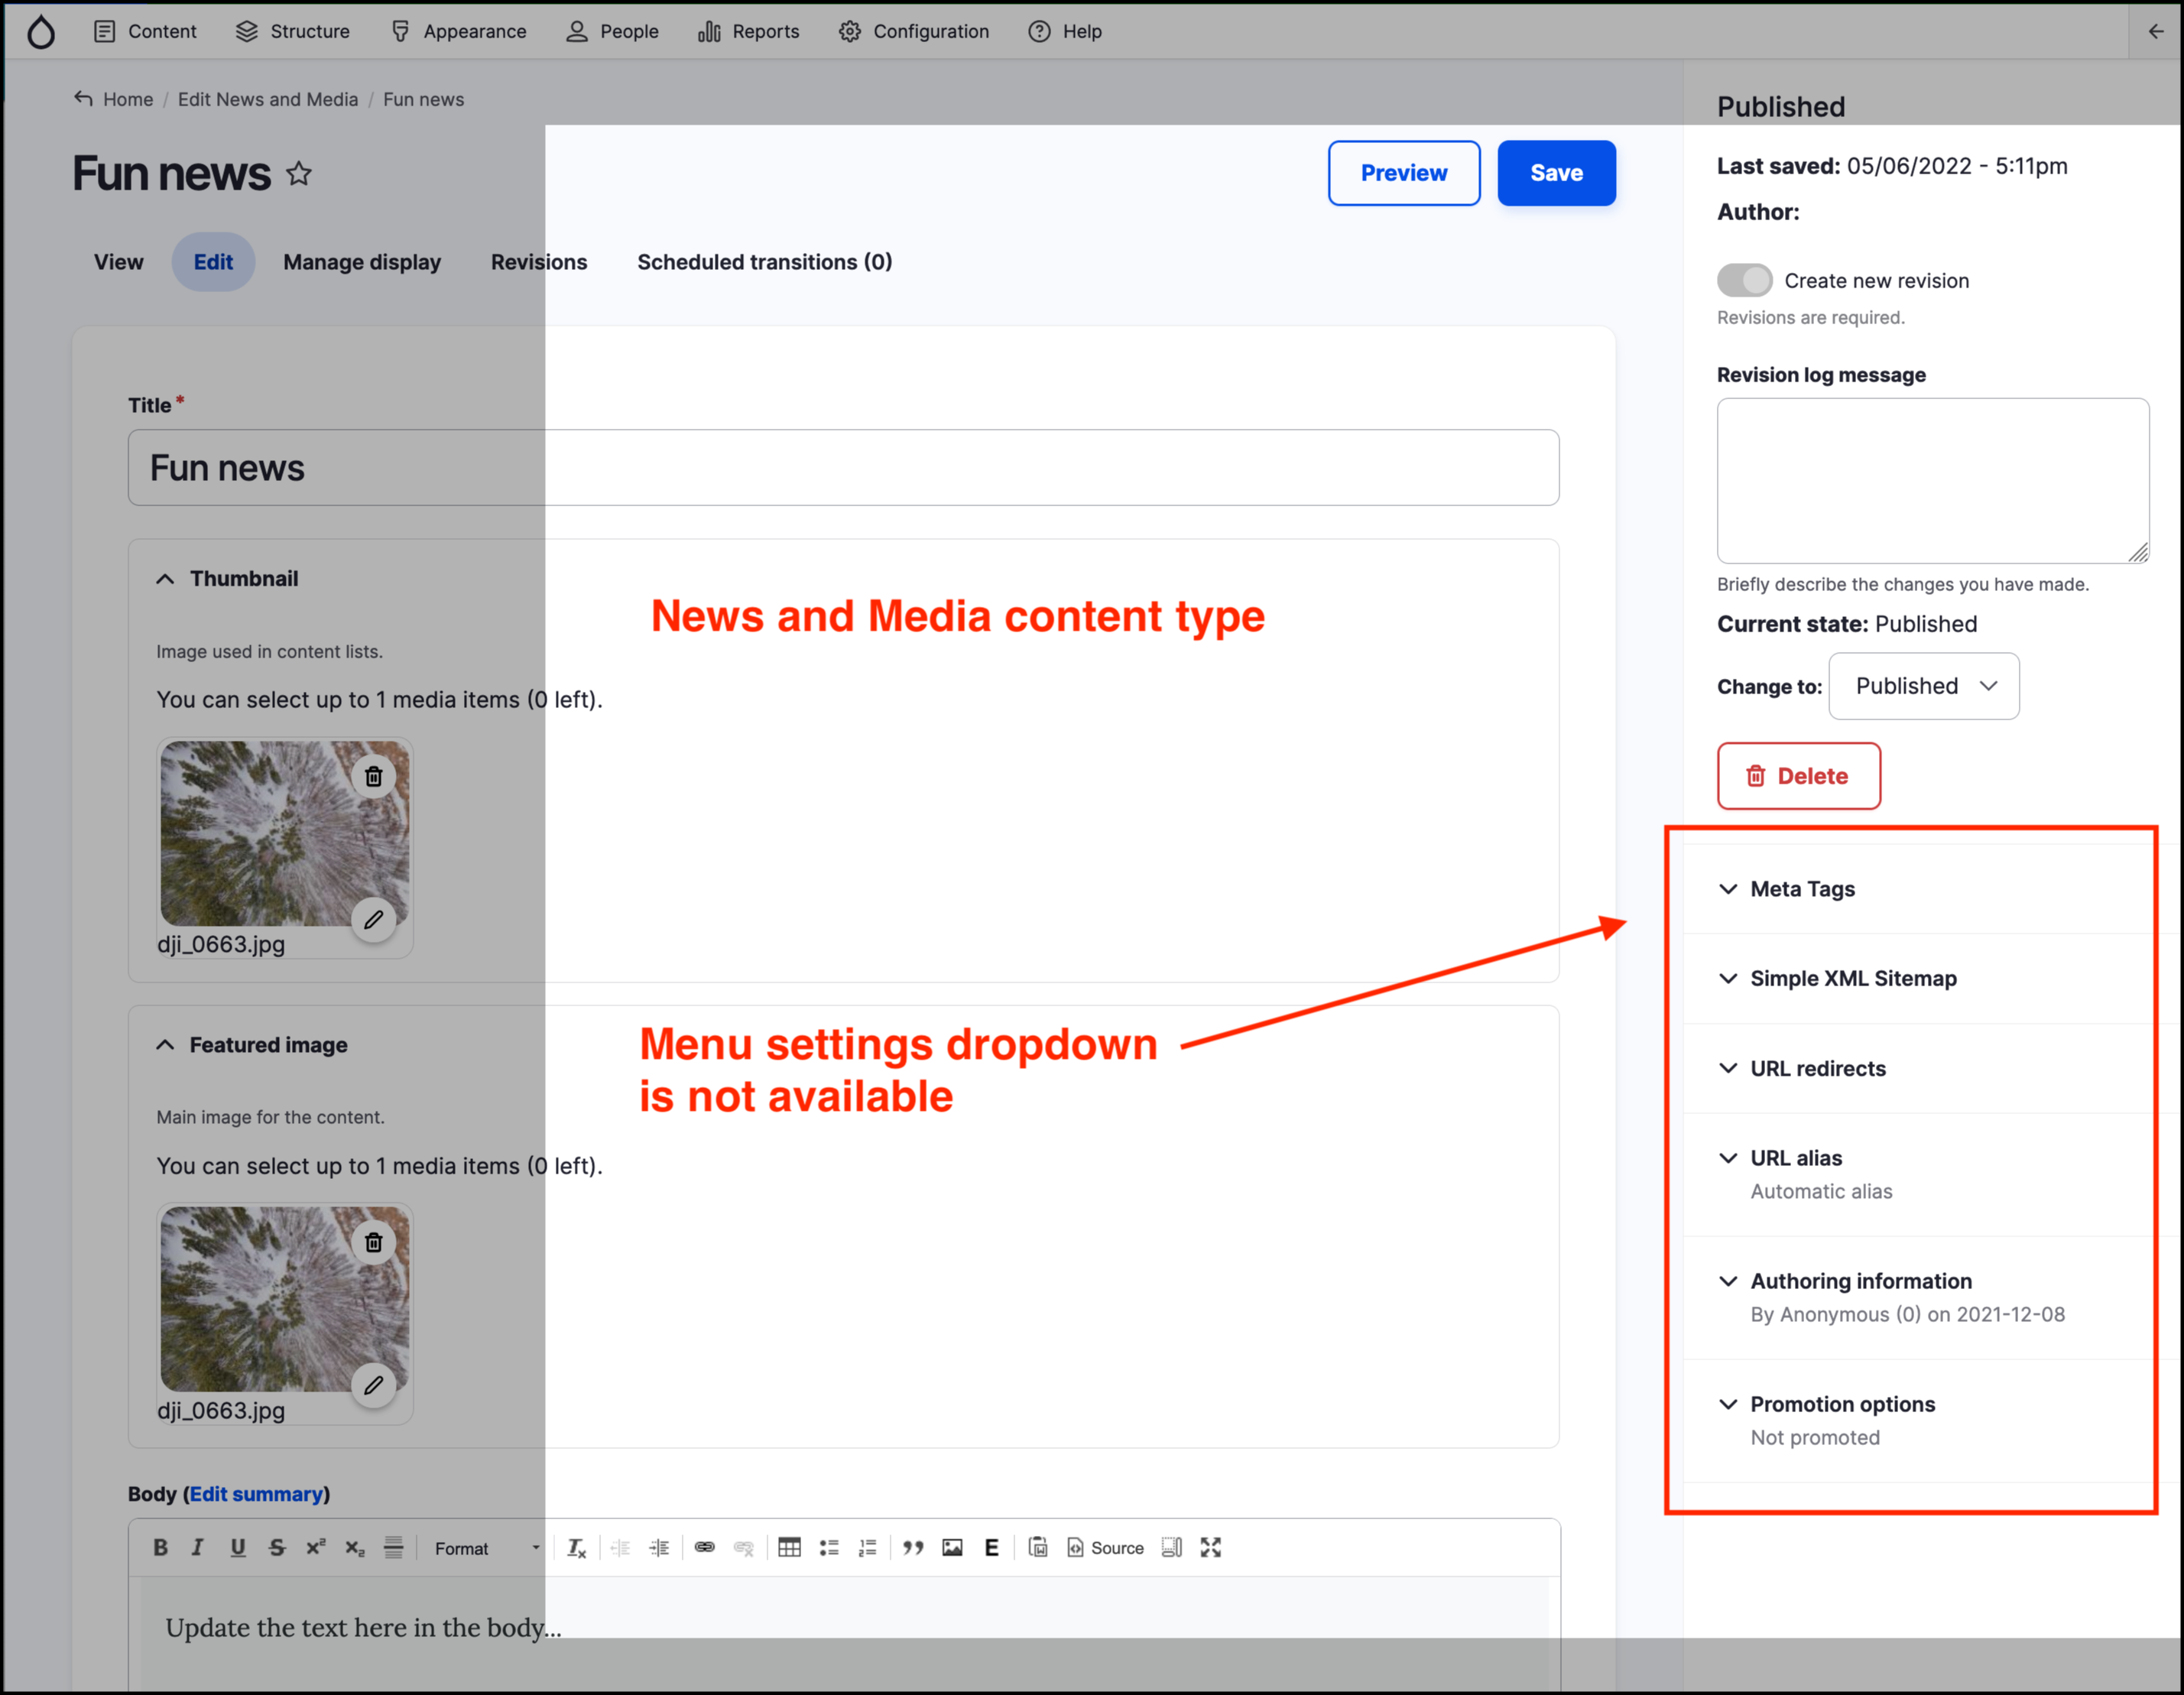 Content Structure Appearance People Reports Configuration Help
Home / Edit News and Media / Fun news
Fun news
Preview Save
View Edit Manage display Revisions Scheduled transitions (0)
Title *
Fun news
Thumbnail
Image used in content lists.
You can select up to 1 media items (0 left).
dji_0663.jpg
News and Media content type
Featured image
Main image for the content.
You can select up to 1 media items (0 left).
dji_0663.jpg
Menu settings dropdown
is not available
Body (Edit summary)
B I U S x² x₂ Format Tx E Source
Update the text here in the body...
Published
Last saved: 05/06/2022 - 5:11pm
Author:
Create new revision
Revisions are required.
Revision log message
Briefly describe the changes you have made.
Current state: Published
Change to: Published
Delete
Meta Tags
Simple XML Sitemap
URL redirects
URL alias
Automatic alias
Authoring information
By Anonymous (0) on 2021-12-08
Promotion options
Not promoted